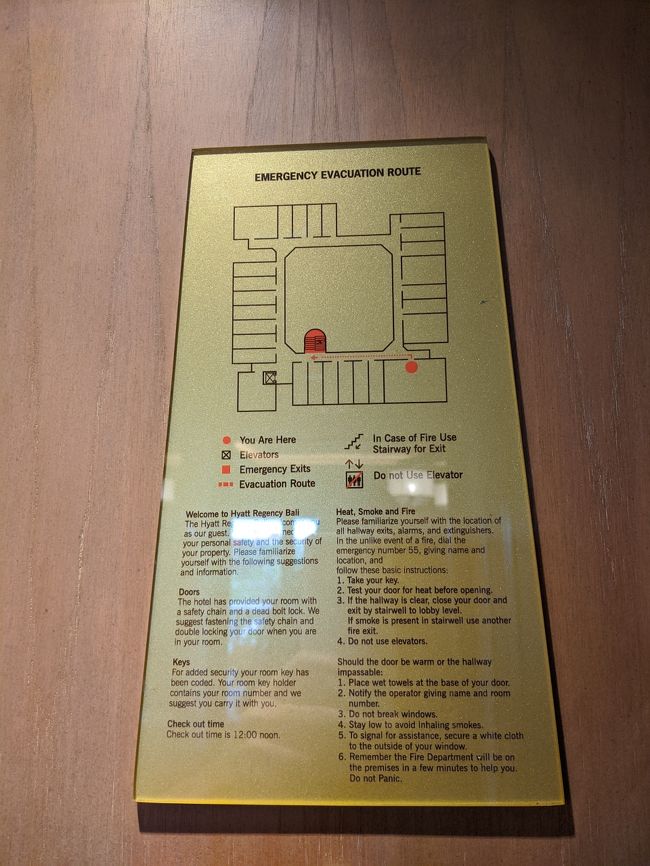 EMERGENCY EVACUATION ROUTE
You Are Here
Elevators
Emergency Exits
Evacuation Route
In Case of Fire Use
Stairway for Exit
Do not Use Elevator
Welcome to Hyatt Regency Bali
The Hyatt
as our guest.
your personal safety and the security of
your property. Please familiarize
yourself with the following suggestions
and information.
Doors
The hotel has provided your room with
a safety chain and a dead bolt lock. We
suggest fastening the safety chain and
double locking your door when you are
in your room.
Keys
For added security your room key has
been coded. Your room key holder
contains your room number and we
suggest you carry it with you.
Check out time
Check out time is 12:00 noon.
Heat, Smoke and Fire
Please familiarize yourself with the location of
all hallway exits, alarms, and extinguishers.
In the unlikely event of a fire, dial the
emergency number 55, giving name and
location, and
follow these basic instructions:
1. Take your key.
2. Test your door for heat before opening.
3. If the hallway is clear, close your door and
exit by stairwell to lobby level.
If smoke is present in stairwell use another
fire exit.
4. Do not use elevators.
Should the door be warm or the hallway
impassable:
1. Place wet towels at the base of your door.
2. Notify the operator giving name and room
number.
3. Do not break windows.
4. Stay low to avoid inhaling smokes.
5. To signal for assistance, secure a white cloth
to the outside of your window.
6. Remember the Fire Department will be on
the premises in a few minutes to help you.
Do not Panic.